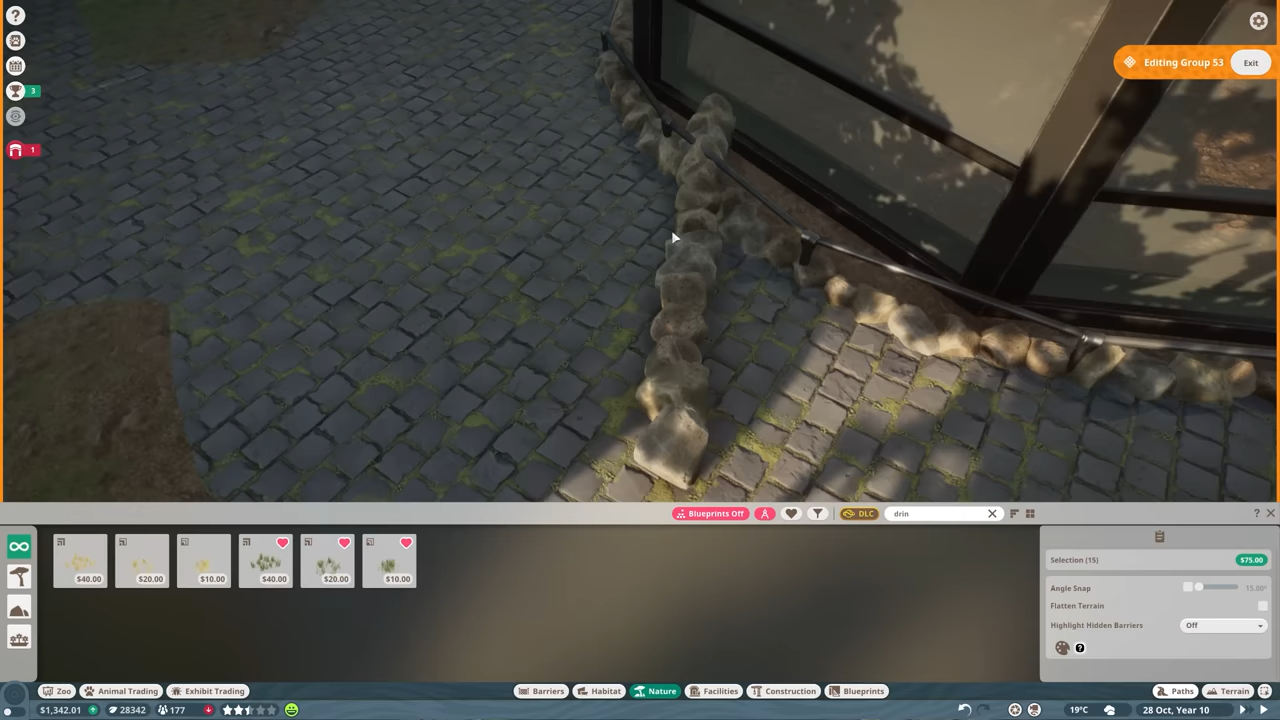 ?
Editing Group 53 Exit
3
1
Blueprints Off DLC drin ?
$40.00 $20.00 $10.00 $40.00 $20.00 $10.00
Selection (15) $75.00
Angle Snap 15.00°
Flatten Terrain
Highlight Hidden Barriers Off
?
Zoo Animal Trading Exhibit Trading Barriers Habitat Nature Facilities Construction Blueprints Paths Terrain
$1,342.01 28342 177 19°C 28 Oct, Year 10